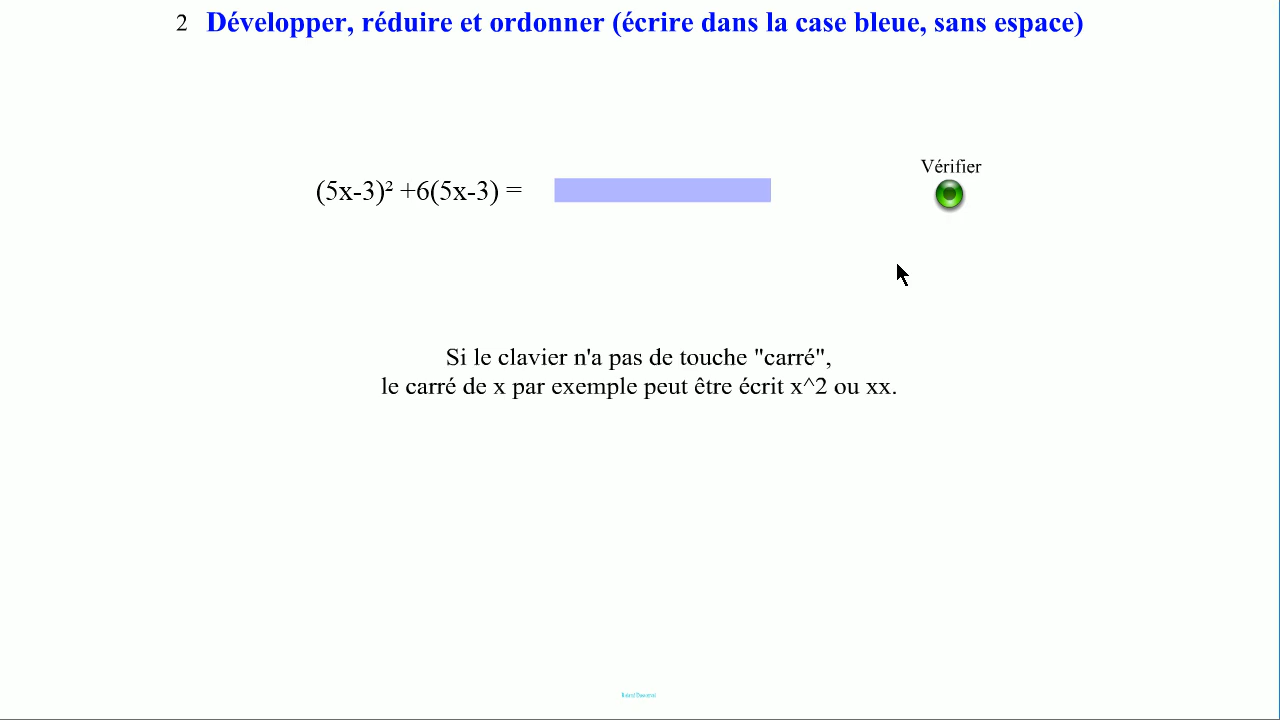 2 Développer, réduire et ordonner (écrire dans la case bleue, sans espace)
Vérifier
(5x-3)² +6(5x-3) =
Si le clavier n'a pas de touche "carré",
le carré de x par exemple peut être écrit x^2 ou xx.